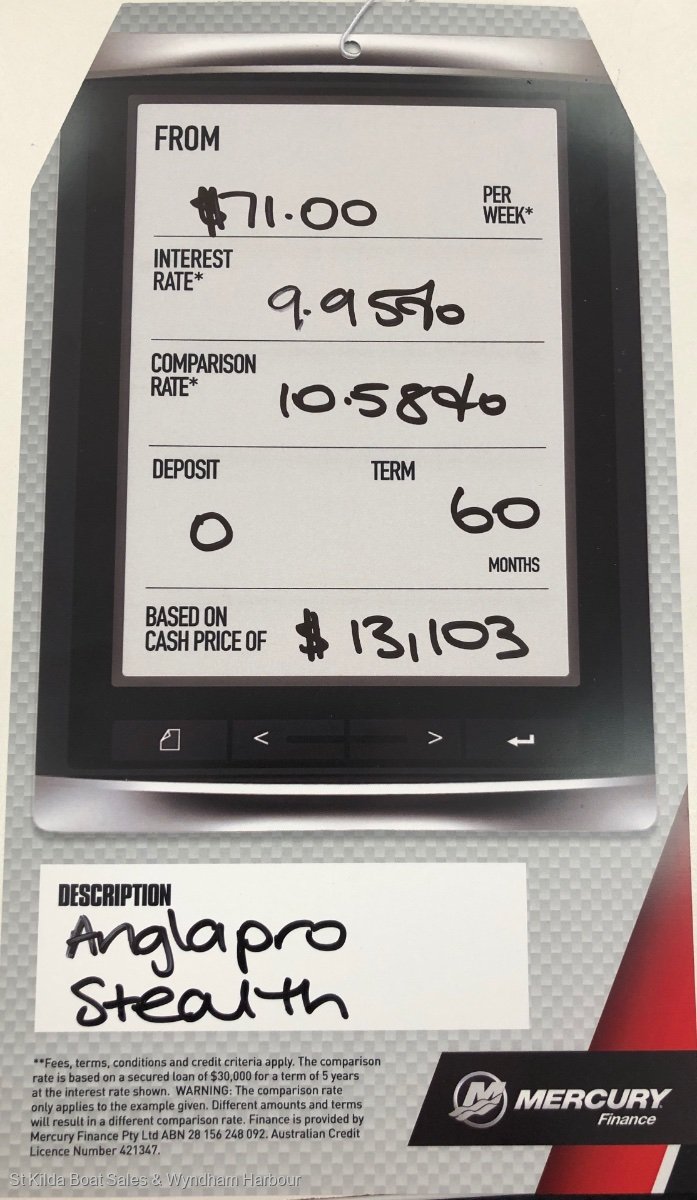 FROM
$71.00 PER WEEK*
INTEREST RATE*
9.95%
COMPARISON RATE*
10.58%
DEPOSIT TERM
0 60
MONTHS
BASED ON CASH PRICE OF $13,103
< >
DESCRIPTION
Anglapro
Stealth
**Fees, terms, conditions and credit criteria apply. The comparison
rate is based on a secured loan of $30,000 for a term of 5 years
at the interest rate shown. WARNING: The comparison rate
only applies to the example given. Different amounts and terms
will result in a different comparison rate. Finance is provided by
Mercury Finance Pty Ltd ABN 28 156 248 092. Australian Credit
Licence Number 421347.
MERCURY
Finance
St Kilda Boat Sales & Wyndham Harbour